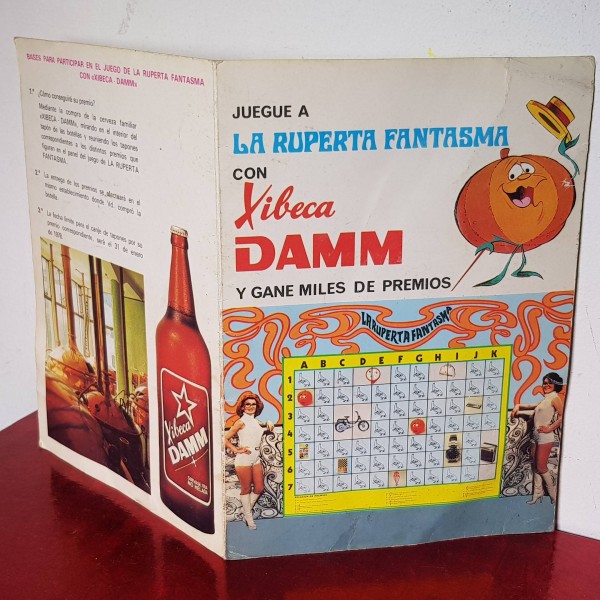 BASES PARA PARTICIPAR EN EL JUEGO DE LA RUPERTA FANTASMA
CON «XIBECA - DAMM»
1.º ¿Cómo conseguirá su premio?
Mediante la compra de la cerveza familiar
«XIBECA - DAMM», mirando en el interior del
tapón de las botellas y reuniendo los tapones
correspondientes a los distintos premios que
figuran en el panel del juego de LA RUPERTA
FANTASMA.
2.º La entrega de los premios se efectuará en el
mismo establecimiento donde Vd. compró la
botella.
3.º La fecha límite para el canje de tapones por su
premio correspondiente, será el 31 de enero
de 1978.
Xibeca
DAMM
JUEGUE A
LA RUPERTA FANTASMA
CON
Xibeca
DAMM
Y GANE MILES DE PREMIOS
LA RUPERTA FANTASMA
A B C D E F G H I J K
1
2
3
4
5
6
7